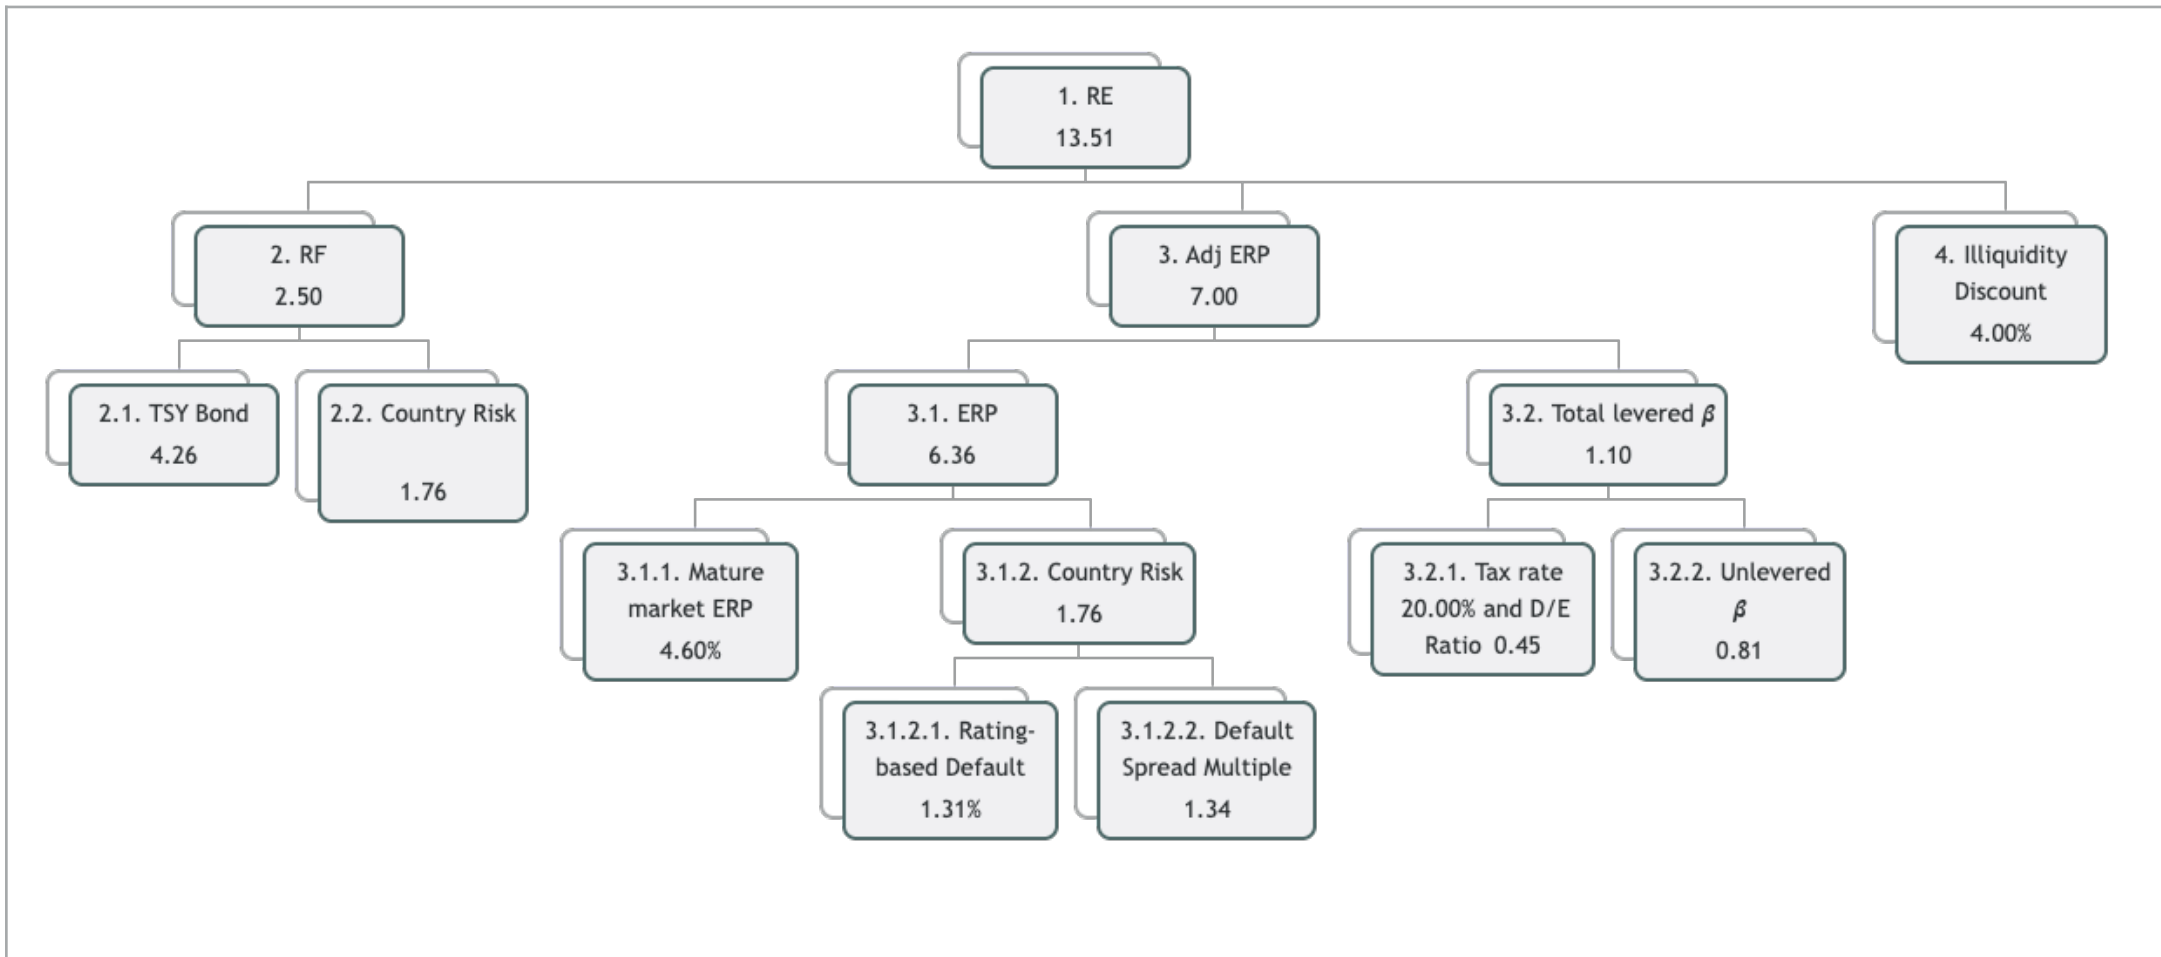 1. RE
13.51
2. RF
2.50
3. Adj ERP
7.00
4. Illiquidity
Discount
4.00%
2.1. TSY Bond
4.26
2.2. Country Risk
1.76
3.1. ERP
6.36
3.2. Total levered β
1.10
3.1.1. Mature
market ERP
4.60%
3.1.2. Country Risk
1.76
3.2.1. Tax rate
20.00% and D/E
Ratio 0.45
3.2.2. Unlevered
β
0.81
3.1.2.1. Rating-
based Default
1.31%
3.1.2.2. Default
Spread Multiple
1.34